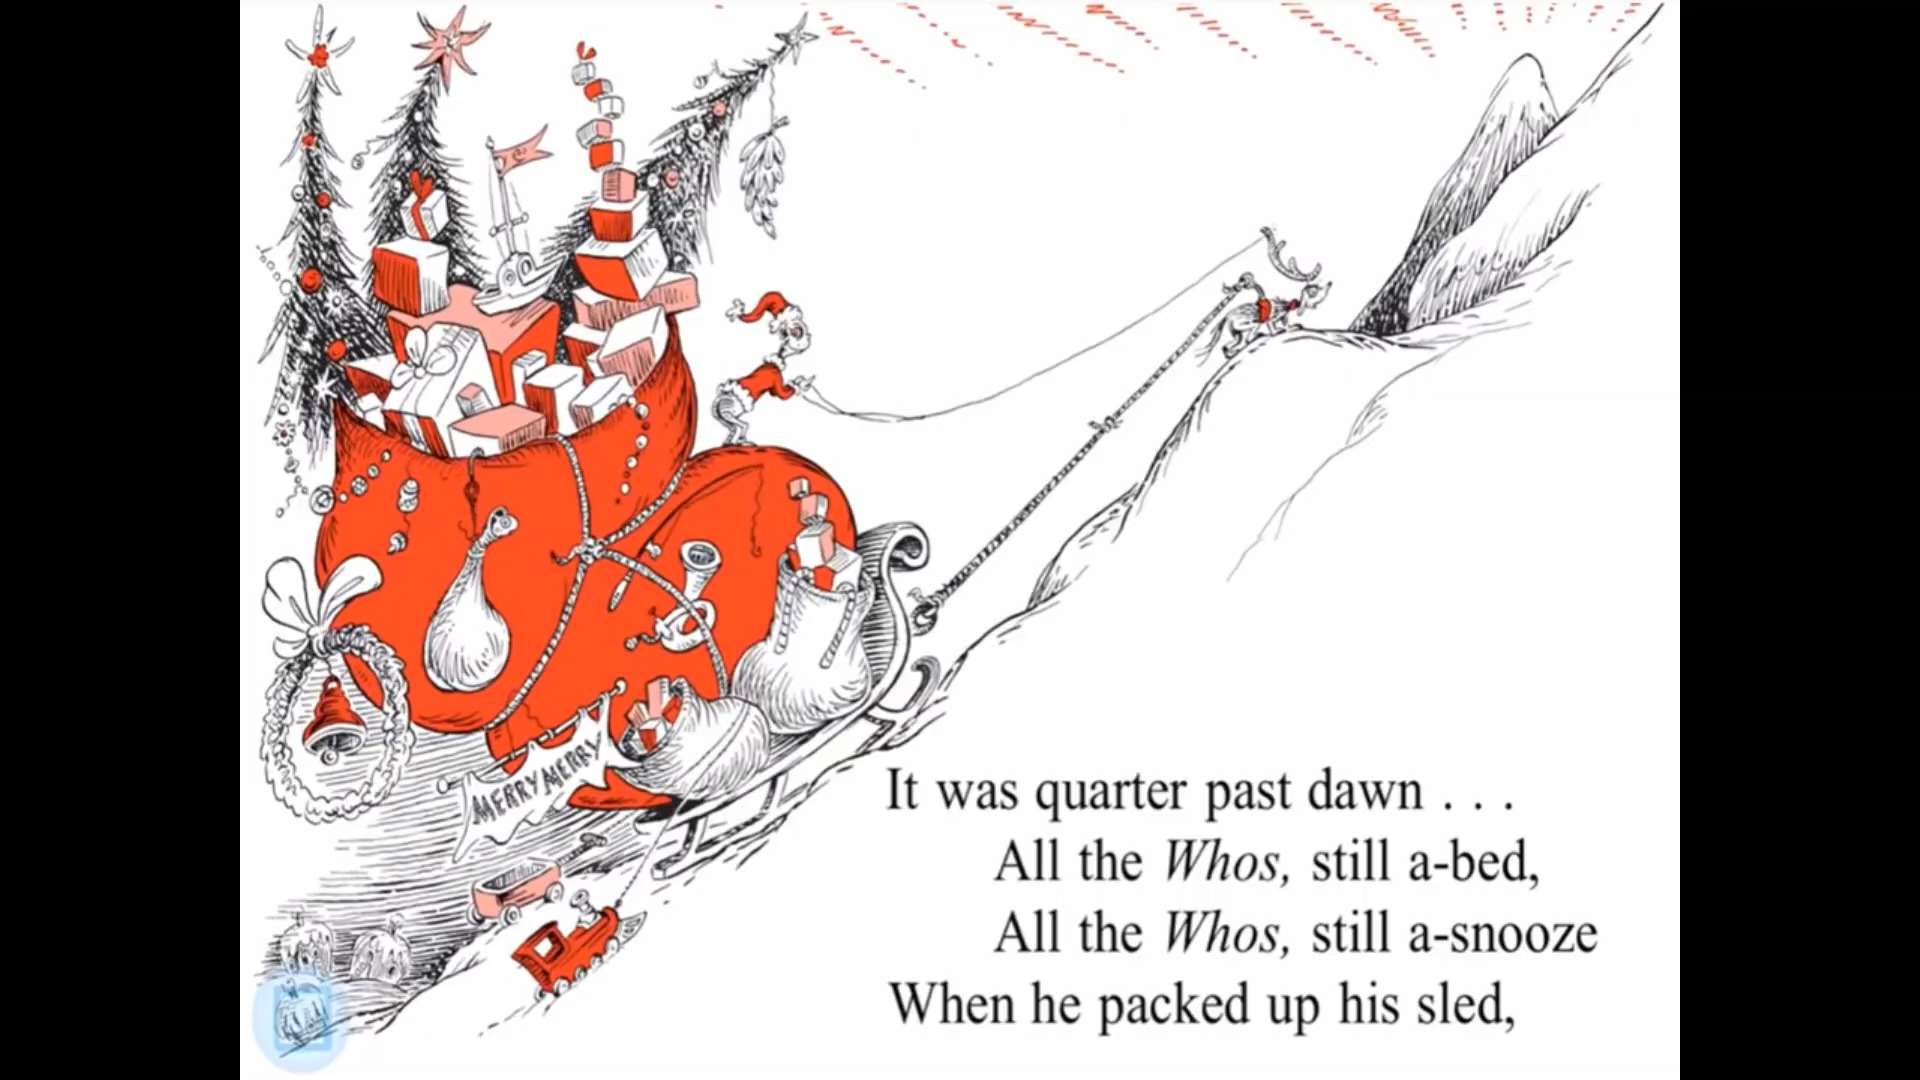 MERRY MERRY
It was quarter past dawn . . .
All the Whos, still a-bed,
All the Whos, still a-snooze
When he packed up his sled,